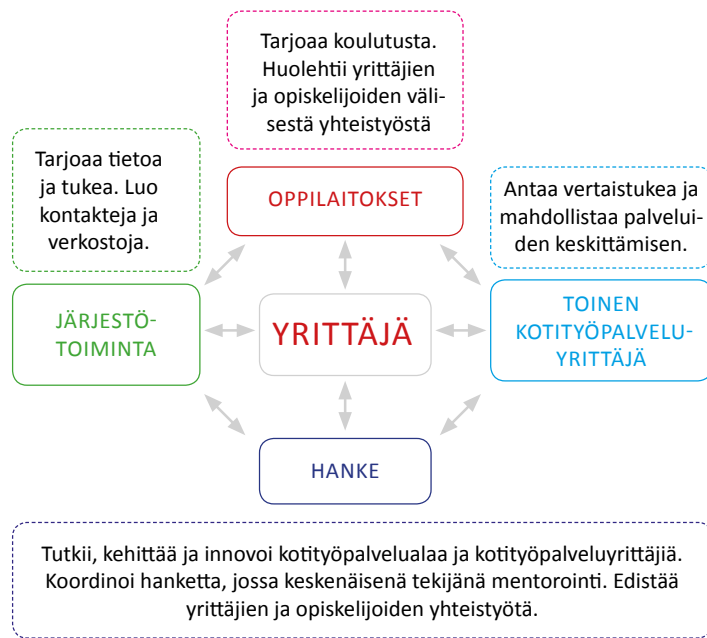 Tarjoaa koulutusta.
Huolehtii yrittäjien
ja opiskelijoiden väli-
sestä yhteistyöstä
OPPILAITOKSET
Tarjoaa tietoa
ja tukea. Luo
kontakteja ja
verkostoja.
JÄRJESTÖ-
TOIMINTA
YRITTÄJÄ
Antaa vertaistukea ja
mahdollistaa palvelui-
den keskittämisen.
TOINEN
KOTITYÖPALVELU-
YRITTÄJÄ
HANKE
Tutkii, kehittää ja innovoi kotityöpalvelualaa ja kotityöpalveluyrittäjiä.
Koordinoi hanketta, jossa keskenäisenä tekijänä mentorointi. Edistää
yrittäjien ja opiskelijoiden yhteistyötä.